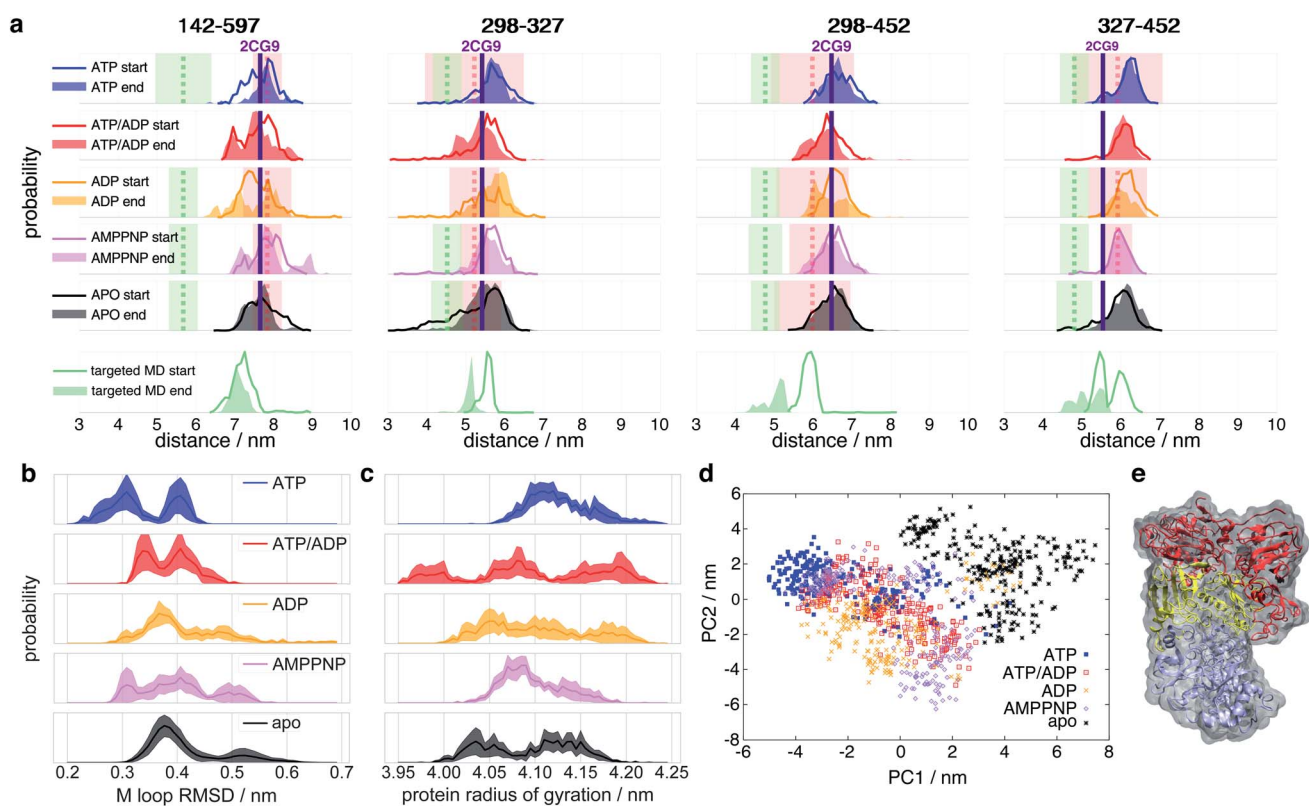 a
142-597 298-327 298-452 327-452
2CG9 2CG9 2CG9 2CG9
ATP start
ATP end
ATP/ADP start
ATP/ADP end
ADP start
ADP end
AMPPNP start
AMPPNP end
APO start
APO end
targeted MD start
targeted MD end
probability
3 4 5 6 7 8 9 10 3 4 5 6 7 8 9 10 3 4 5 6 7 8 9 10 3 4 5 6 7 8 9 10
distance / nm distance / nm distance / nm distance / nm
b
ATP
ATP/ADP
ADP
AMPPNP
apo
probability
0.2 0.3 0.4 0.5 0.6 0.7
M loop RMSD / nm
c
3.95 4.00 4.05 4.10 4.15 4.20 4.25
protein radius of gyration / nm
d
6
4
2
0
-2
-4
-6
-8
PC2 / nm
ATP
ATP/ADP
ADP
AMPPNP
apo
-6 -4 -2 0 2 4 6 8
PC1 / nm
e